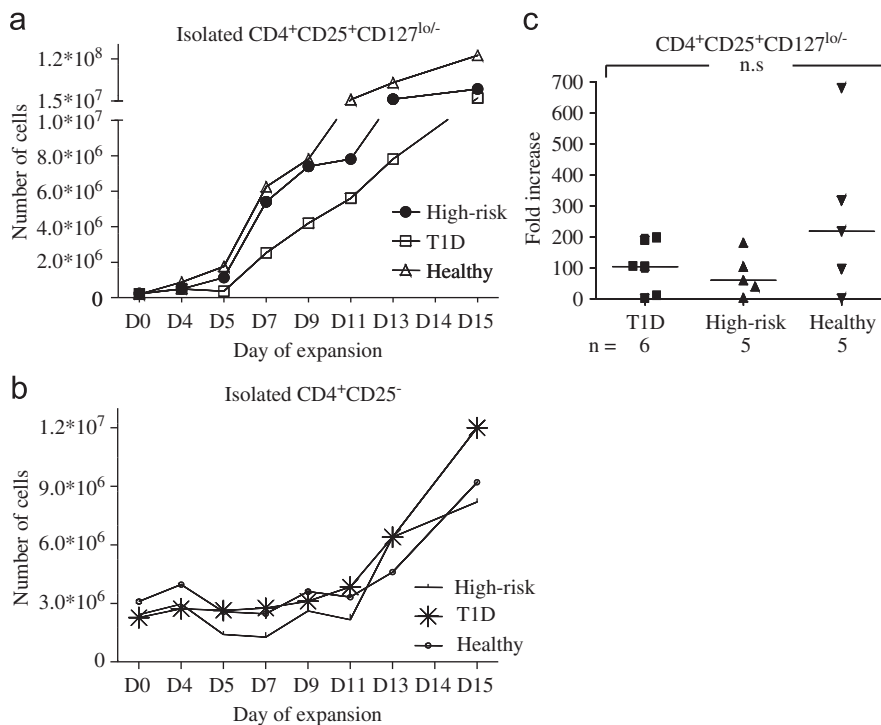 a
Isolated CD4⁺CD25⁺CD127ˡᵒ/⁻
Number of cells
1.2*10⁸
1.5*10⁷
1.0*10⁷
8.0*10⁶
6.0*10⁶
4.0*10⁶
2.0*10⁶
0
High-risk
T1D
Healthy
D0 D4 D5 D7 D9 D11 D13 D14 D15
Day of expansion
b
Isolated CD4⁺CD25⁻
Number of cells
1.2*10⁷
9.0*10⁶
6.0*10⁶
3.0*10⁶
0
High-risk
T1D
Healthy
D0 D4 D5 D7 D9 D11 D13 D14 D15
Day of expansion
c
CD4⁺CD25⁺CD127ˡᵒ/⁻
n.s
Fold increase
700
600
500
400
300
200
100
0
T1D High-risk Healthy
n = 6 5 5